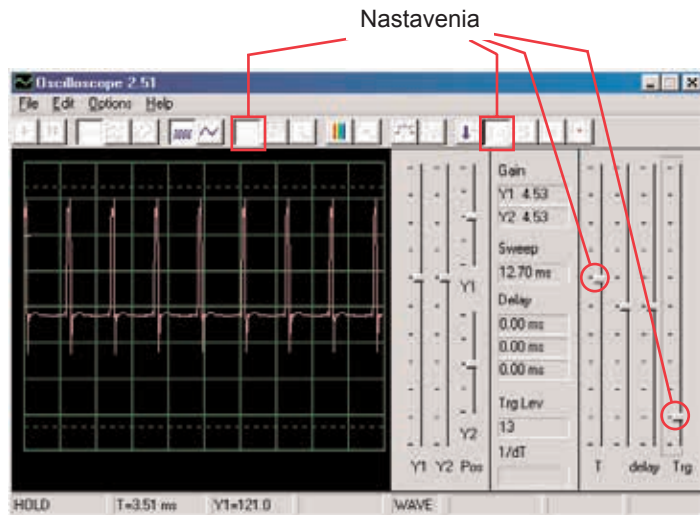 Nastavenia
Oscilloscope 2.51
File Edit Options Help
Gain
Y1 4.53
Y2 4.53
Sweep
12.70 ms
Delay
0.00 ms
0.00 ms
0.00 ms
Trg Lev
13
1/dT
Y1
Y2
Y1 Y2 Pos
T delay Trg
HOLD T=3.51 ms Y1=121.0 WAVE